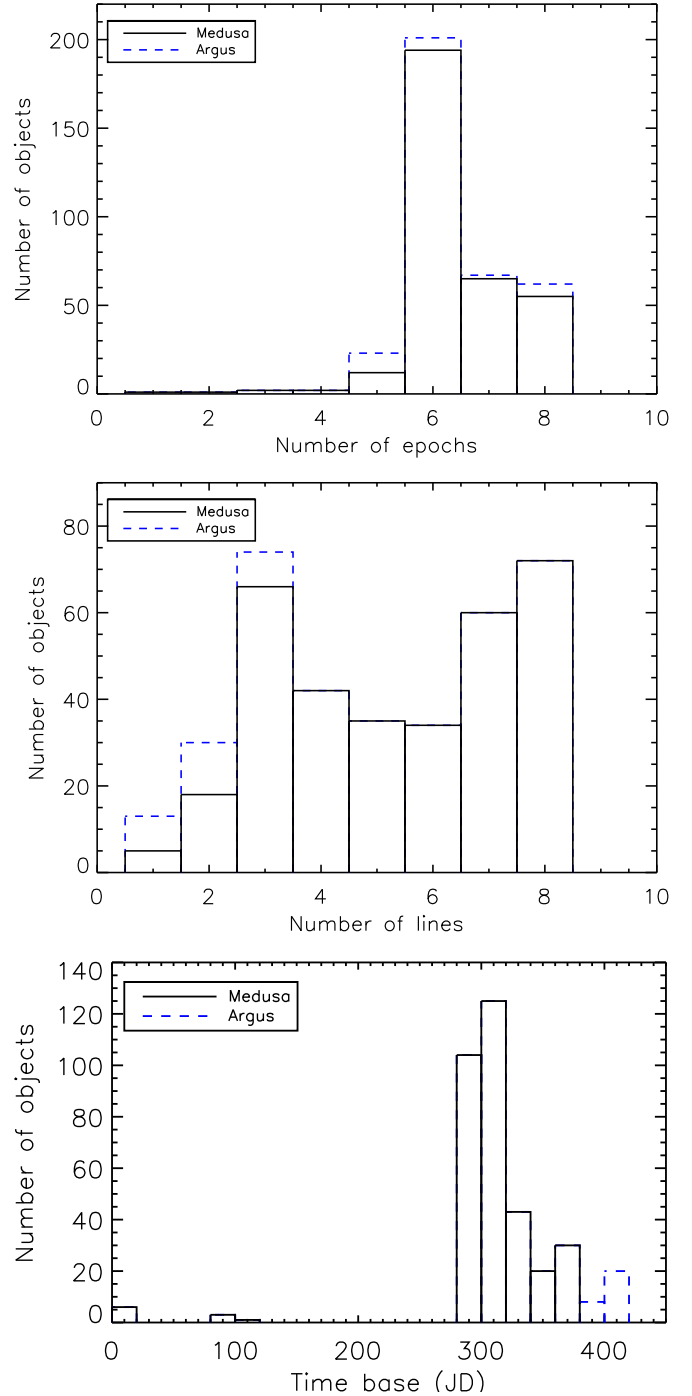 Number of objects
200
150
100
50
0
Medusa
Argus
0 2 4 6 8 10
Number of epochs
Number of objects
80
60
40
20
0
Medusa
Argus
0 2 4 6 8 10
Number of lines
Number of objects
140
120
100
80
60
40
20
0
Medusa
Argus
0 100 200 300 400
Time base (JD)